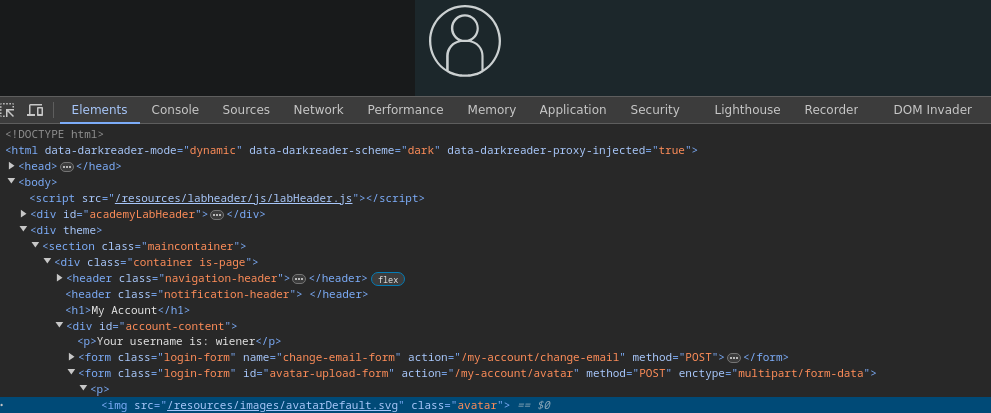 Elements Console Sources Network Performance Memory Application Security Lighthouse Recorder DOM Invader
<!DOCTYPE html>
<html data-darkreader-mode="dynamic" data-darkreader-scheme="dark" data-darkreader-proxy-injected="true">
<head>…</head>
<body>
<script src="/resources/labheader/js/labHeader.js"></script>
<div id="academyLabHeader">…</div>
<div theme>
<section class="maincontainer">
<div class="container is-page">
<header class="navigation-header">…</header> flex
<header class="notification-header"> </header>
<h1>My Account</h1>
<div id="account-content">
<p>Your username is: wiener</p>
<form class="login-form" name="change-email-form" action="/my-account/change-email" method="POST">…</form>
<form class="login-form" id="avatar-upload-form" action="/my-account/avatar" method="POST" enctype="multipart/form-data">
<p>
<img src="/resources/images/avatarDefault.svg" class="avatar"> == $0